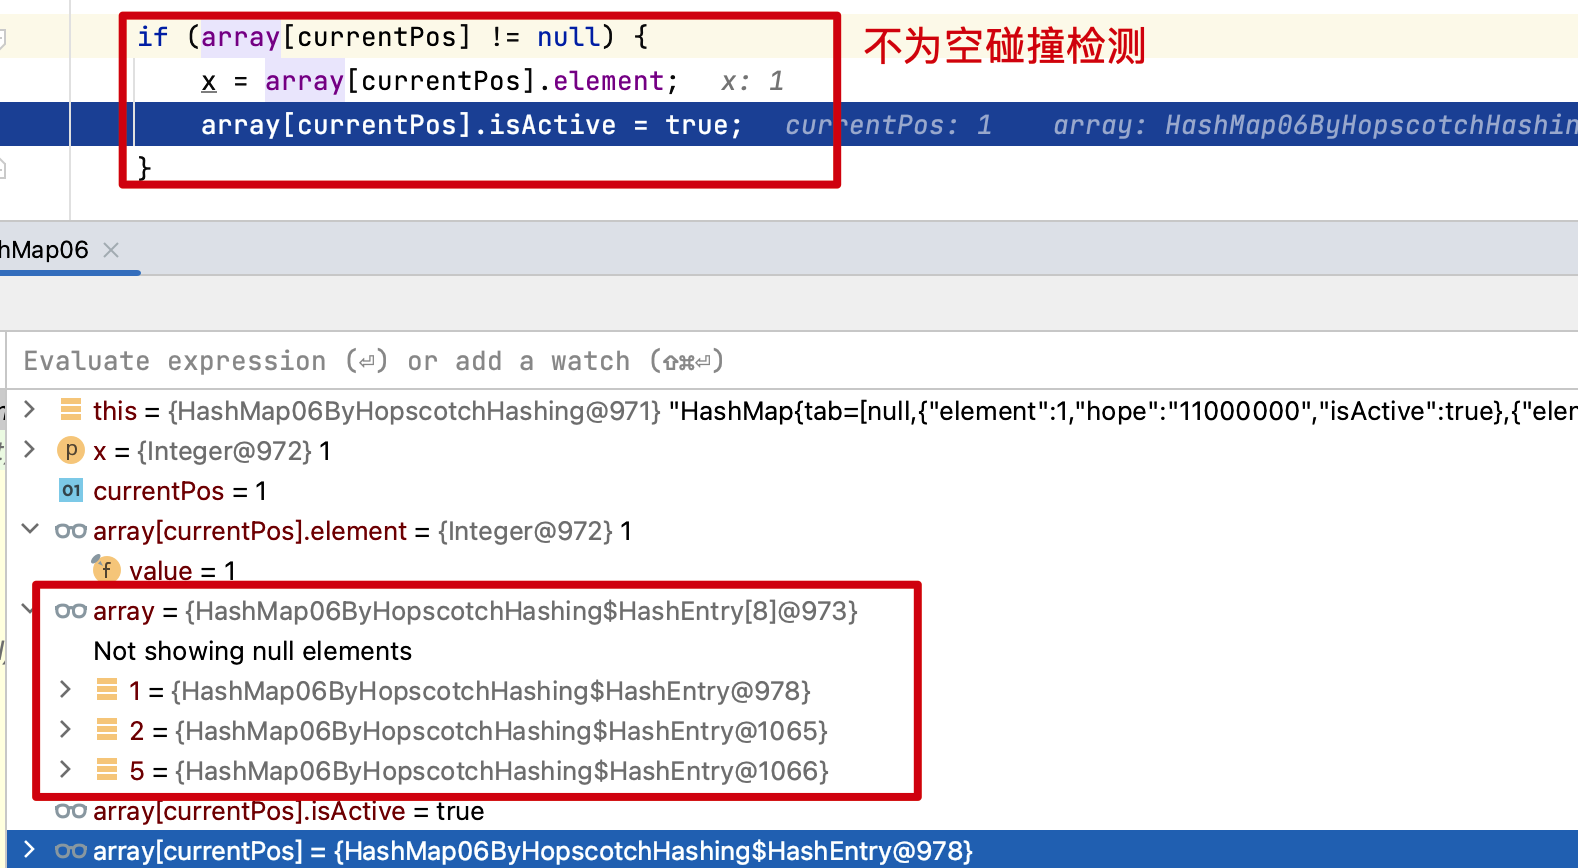 if (array[currentPos] != null) { 不为空碰撞检测
x = array[currentPos].element; x: 1
array[currentPos].isActive = true; currentPos: 1 array: HashMap06ByHopscotchHashin
}
hMap06
Evaluate expression (⏎) or add a watch (⇧⌘⏎)
this = {HashMap06ByHopscotchHashing@971} "HashMap{tab=[null,{"element":1,"hope":"11000000","isActive":true},{"elen
p x = {Integer@972} 1
01 currentPos = 1
array[currentPos].element = {Integer@972} 1
f value = 1
array = {HashMap06ByHopscotchHashing$HashEntry[8]@973}
Not showing null elements
1 = {HashMap06ByHopscotchHashing$HashEntry@978}
2 = {HashMap06ByHopscotchHashing$HashEntry@1065}
5 = {HashMap06ByHopscotchHashing$HashEntry@1066}
array[currentPos].isActive = true
array[currentPos] = {HashMap06ByHopscotchHashing$HashEntry@978}